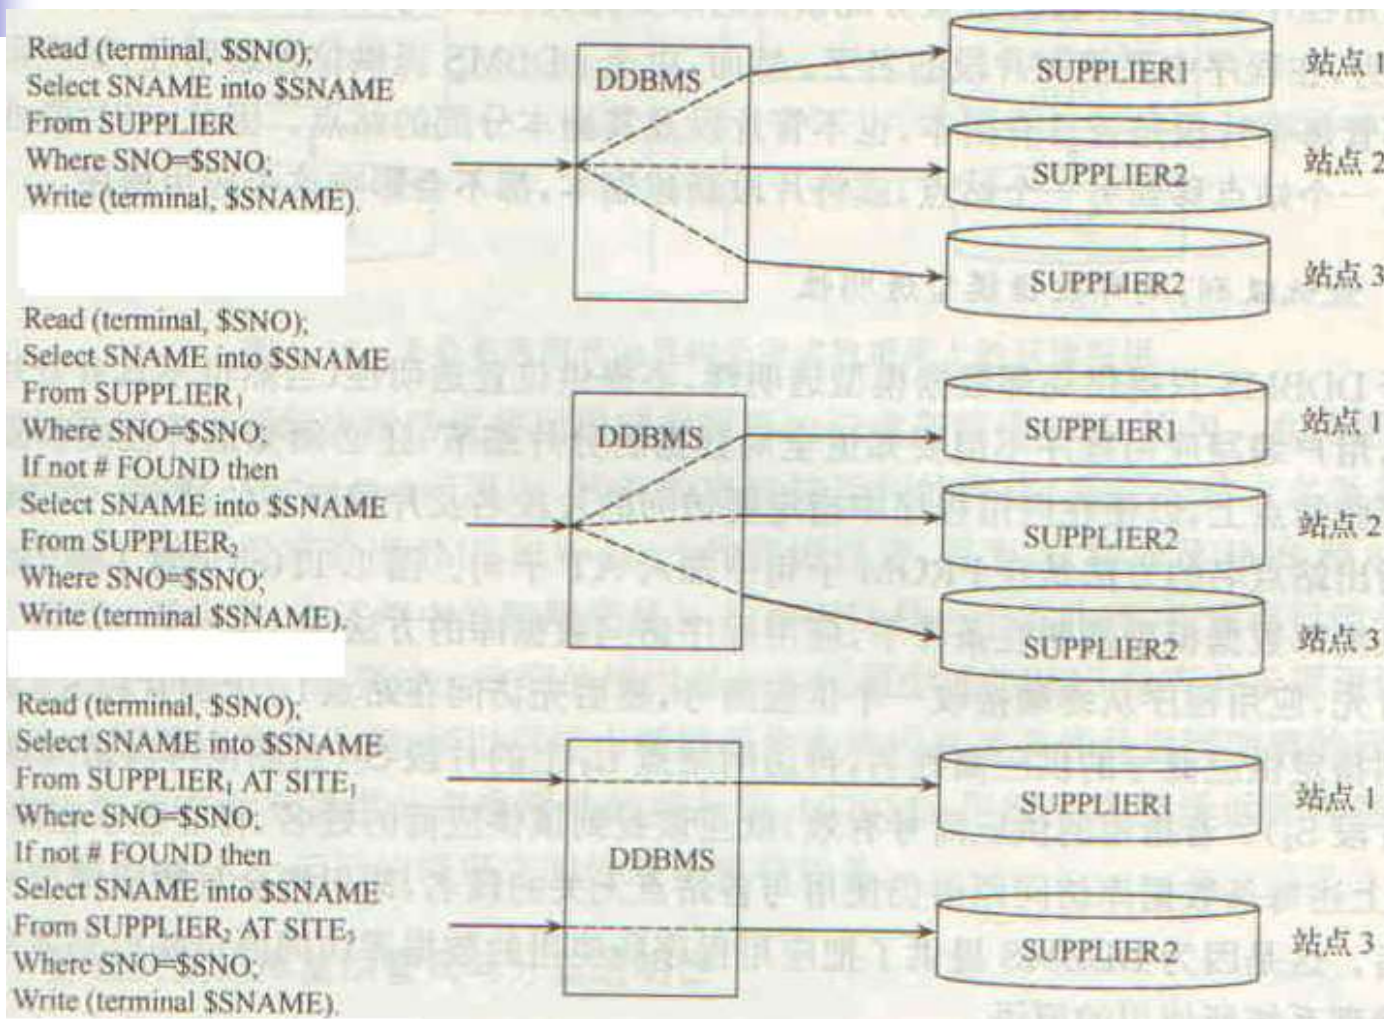 Read (terminal, $SNO);
Select SNAME into $SNAME
From SUPPLIER
Where SNO=$SNO;
Write (terminal, $SNAME).
DDBMS
SUPPLIER1
站点 1
SUPPLIER2
站点 2
SUPPLIER2
站点 3
Read (terminal, $SNO);
Select SNAME into $SNAME
From SUPPLIER₁
Where SNO=$SNO;
If not # FOUND then
Select SNAME into $SNAME
From SUPPLIER₂
Where SNO=$SNO;
Write (terminal $SNAME).
DDBMS
SUPPLIER1
站点 1
SUPPLIER2
站点 2
SUPPLIER2
站点 3
Read (terminal, $SNO);
Select SNAME into $SNAME
From SUPPLIER₁ AT SITE₁
Where SNO=$SNO;
If not # FOUND then
Select SNAME into $SNAME
From SUPPLIER₂ AT SITE₃
Where SNO=$SNO;
Write (terminal $SNAME).
DDBMS
SUPPLIER1
站点 1
SUPPLIER2
站点 3